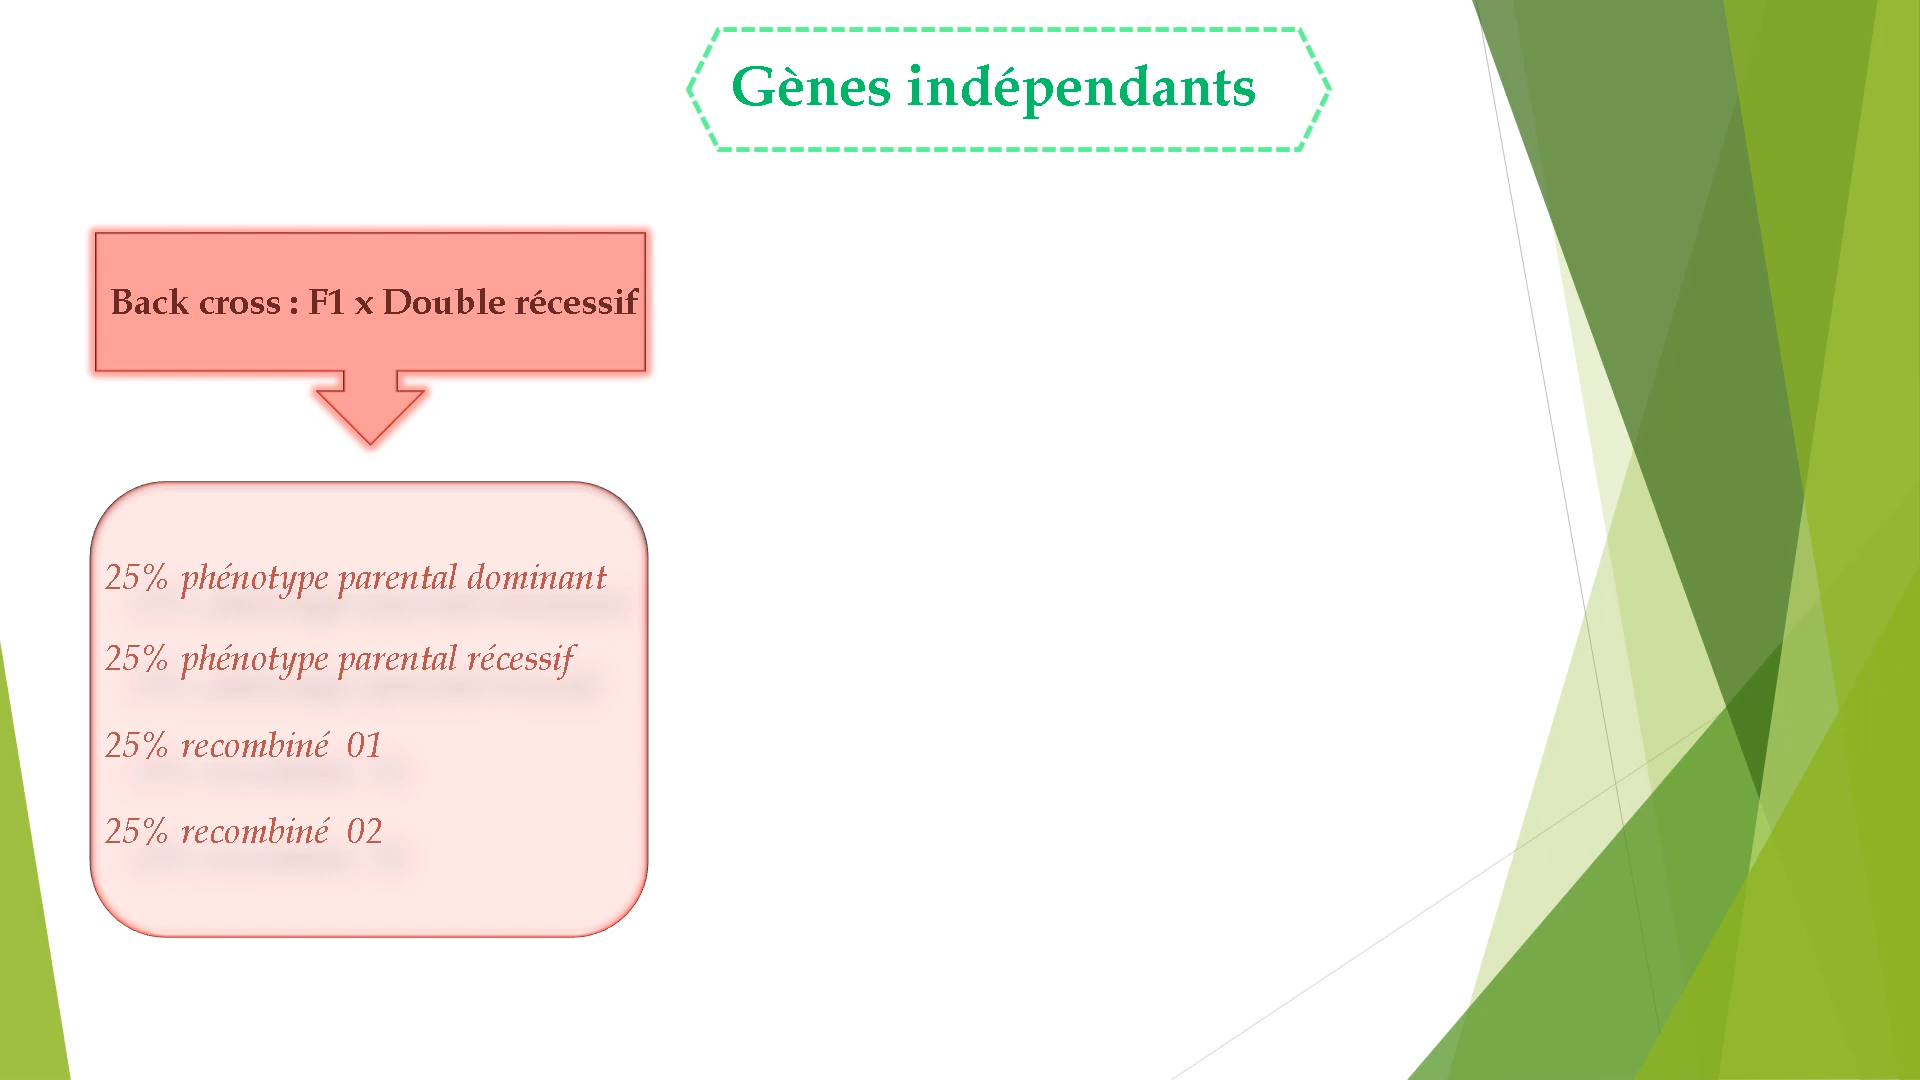 Gènes indépendants
Back cross : F1 x Double récessif
25% phénotype parental dominant
25% phénotype parental récessif
25% recombiné 01
25% recombiné 02